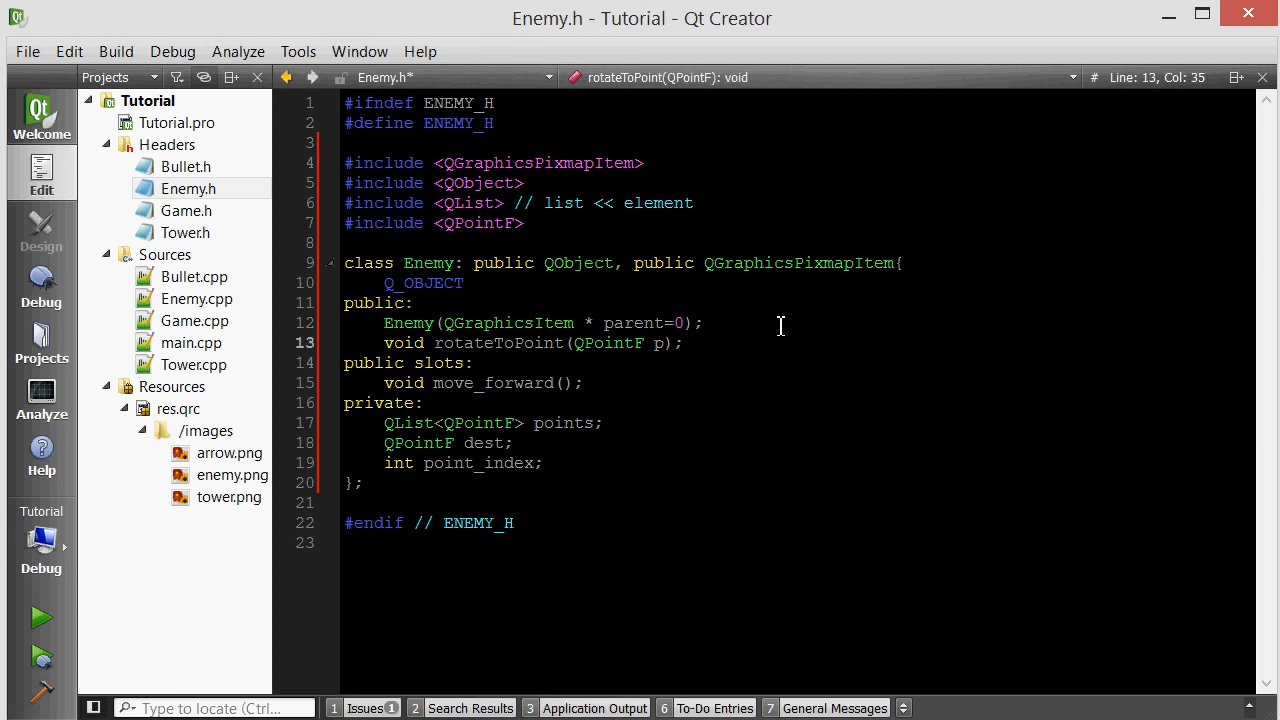 Enemy.h - Tutorial - Qt Creator
File Edit Build Debug Analyze Tools Window Help
Projects Enemy.h* rotateToPoint(QPointF): void # Line: 13, Col: 35
Qt
Welcome
Edit
Design
Debug
Projects
Analyze
Help
Tutorial
Debug
Tutorial
Tutorial.pro
Headers
Bullet.h
Enemy.h
Game.h
Tower.h
Sources
Bullet.cpp
Enemy.cpp
Game.cpp
main.cpp
Tower.cpp
Resources
res.qrc
/images
arrow.png
enemy.png
tower.png
1 #ifndef ENEMY_H
2 #define ENEMY_H
3
4 #include <QGraphicsPixmapItem>
5 #include <QObject>
6 #include <QList> // list << element
7 #include <QPointF>
8
9 class Enemy: public QObject, public QGraphicsPixmapItem{
10 Q_OBJECT
11 public:
12 Enemy(QGraphicsItem * parent=0);
13 void rotateToPoint(QPointF p);
14 public slots:
15 void move_forward();
16 private:
17 QList<QPointF> points;
18 QPointF dest;
19 int point_index;
20 };
21
22 #endif // ENEMY_H
23
Type to locate (Ctrl... 1 Issues 1 2 Search Results 3 Application Output 6 To-Do Entries 7 General Messages